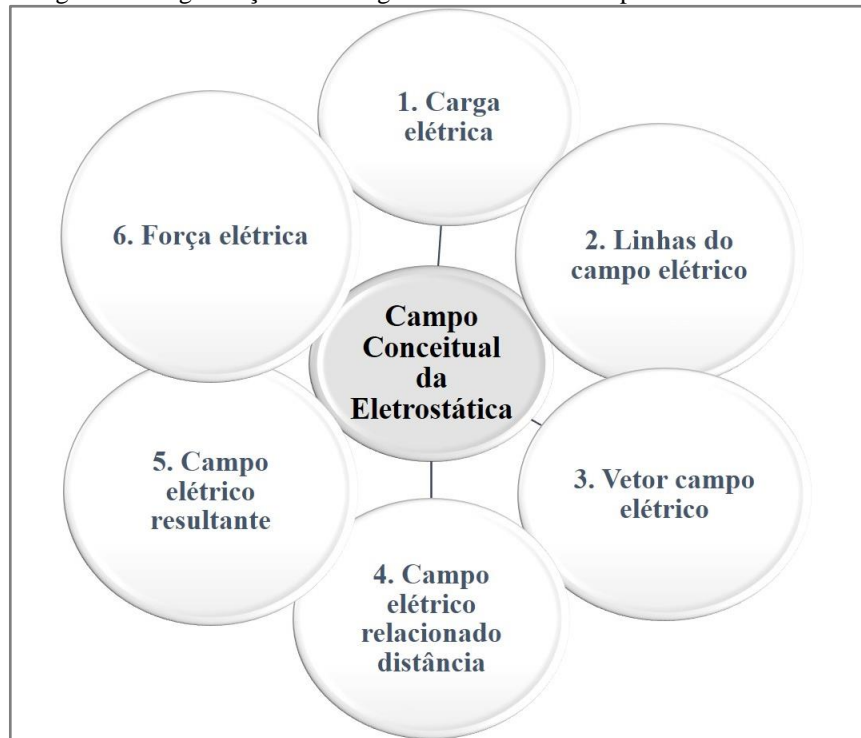 1. Carga
elétrica
2. Linhas do
campo elétrico
3. Vetor campo
elétrico
4. Campo
elétrico
relacionado
distância
5. Campo
elétrico
resultante
6. Força elétrica
Campo
Conceitual
da
Eletrostática